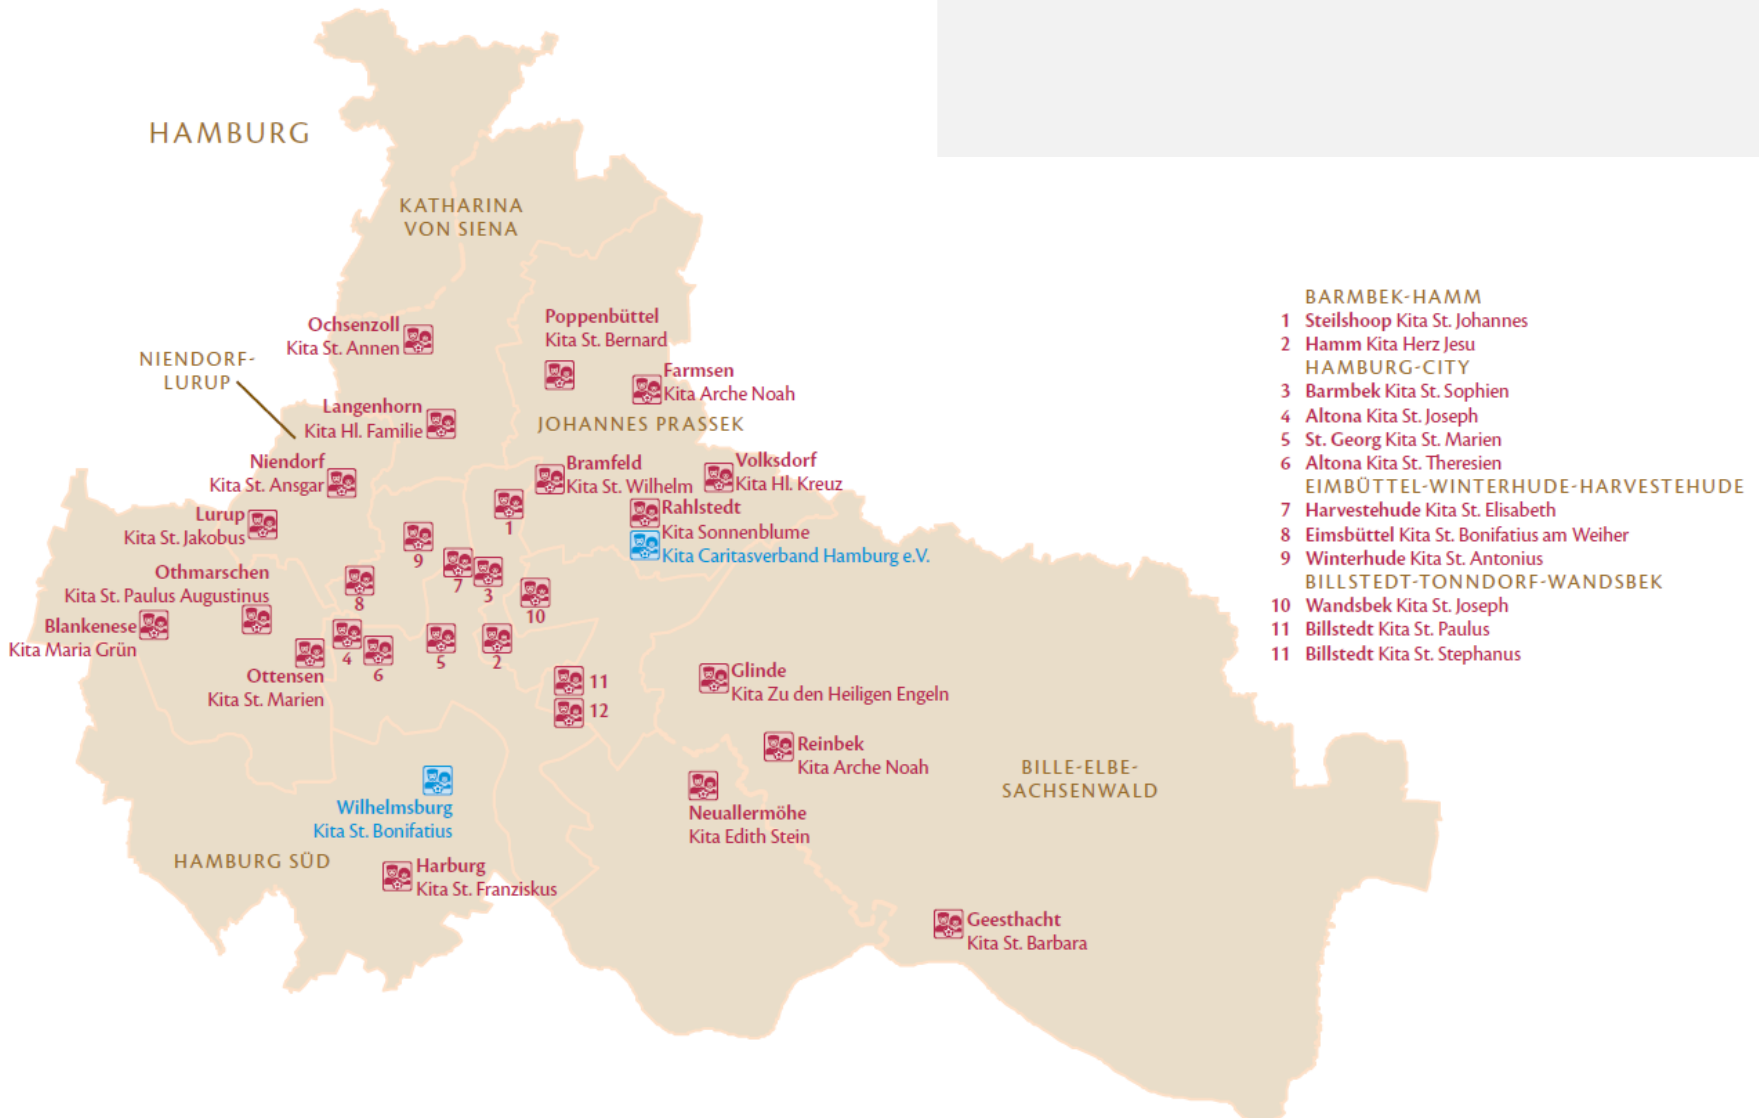 HAMBURG
KATHARINA
VON SIENA
Ochsenzoll
Kita St. Annen
Poppenbüttel
Kita St. Bernard
NIENDORF-
LURUP
Farmsen
Kita Arche Noah
Langenhorn
Kita Hl. Familie
JOHANNES PRASSEK
Niendorf
Kita St. Ansgar
Bramfeld
Kita St. Wilhelm
Volksdorf
Kita Hl. Kreuz
Lurup
Kita St. Jakobus
1
Rahlstedt
Kita Sonnenblume
Kita Caritasverband Hamburg e.V.
9
Othmarschen
Kita St. Paulus Augustinus
8
7
3
10
Blankenese
Kita Maria Grün
4
6
5
2
Ottensen
Kita St. Marien
11
12
Glinde
Kita Zu den Heiligen Engeln
Reinbek
Kita Arche Noah
BILLE-ELBE-
SACHSENWALD
Wilhelmsburg
Kita St. Bonifatius
Neuallermöhe
Kita Edith Stein
HAMBURG SÜD
Harburg
Kita St. Franziskus
Geesthacht
Kita St. Barbara
BARMBEK-HAMM
1 Steilshoop Kita St. Johannes
2 Hamm Kita Herz Jesu
HAMBURG-CITY
3 Barmbek Kita St. Sophien
4 Altona Kita St. Joseph
5 St. Georg Kita St. Marien
6 Altona Kita St. Theresien
EIMBÜTTEL-WINTERHUDE-HARVESTEHUDE
7 Harvestehude Kita St. Elisabeth
8 Eimsbüttel Kita St. Bonifatius am Weiher
9 Winterhude Kita St. Antonius
BILLSTEDT-TONNDORF-WANDSBEK
10 Wandsbek Kita St. Joseph
11 Billstedt Kita St. Paulus
11 Billstedt Kita St. Stephanus